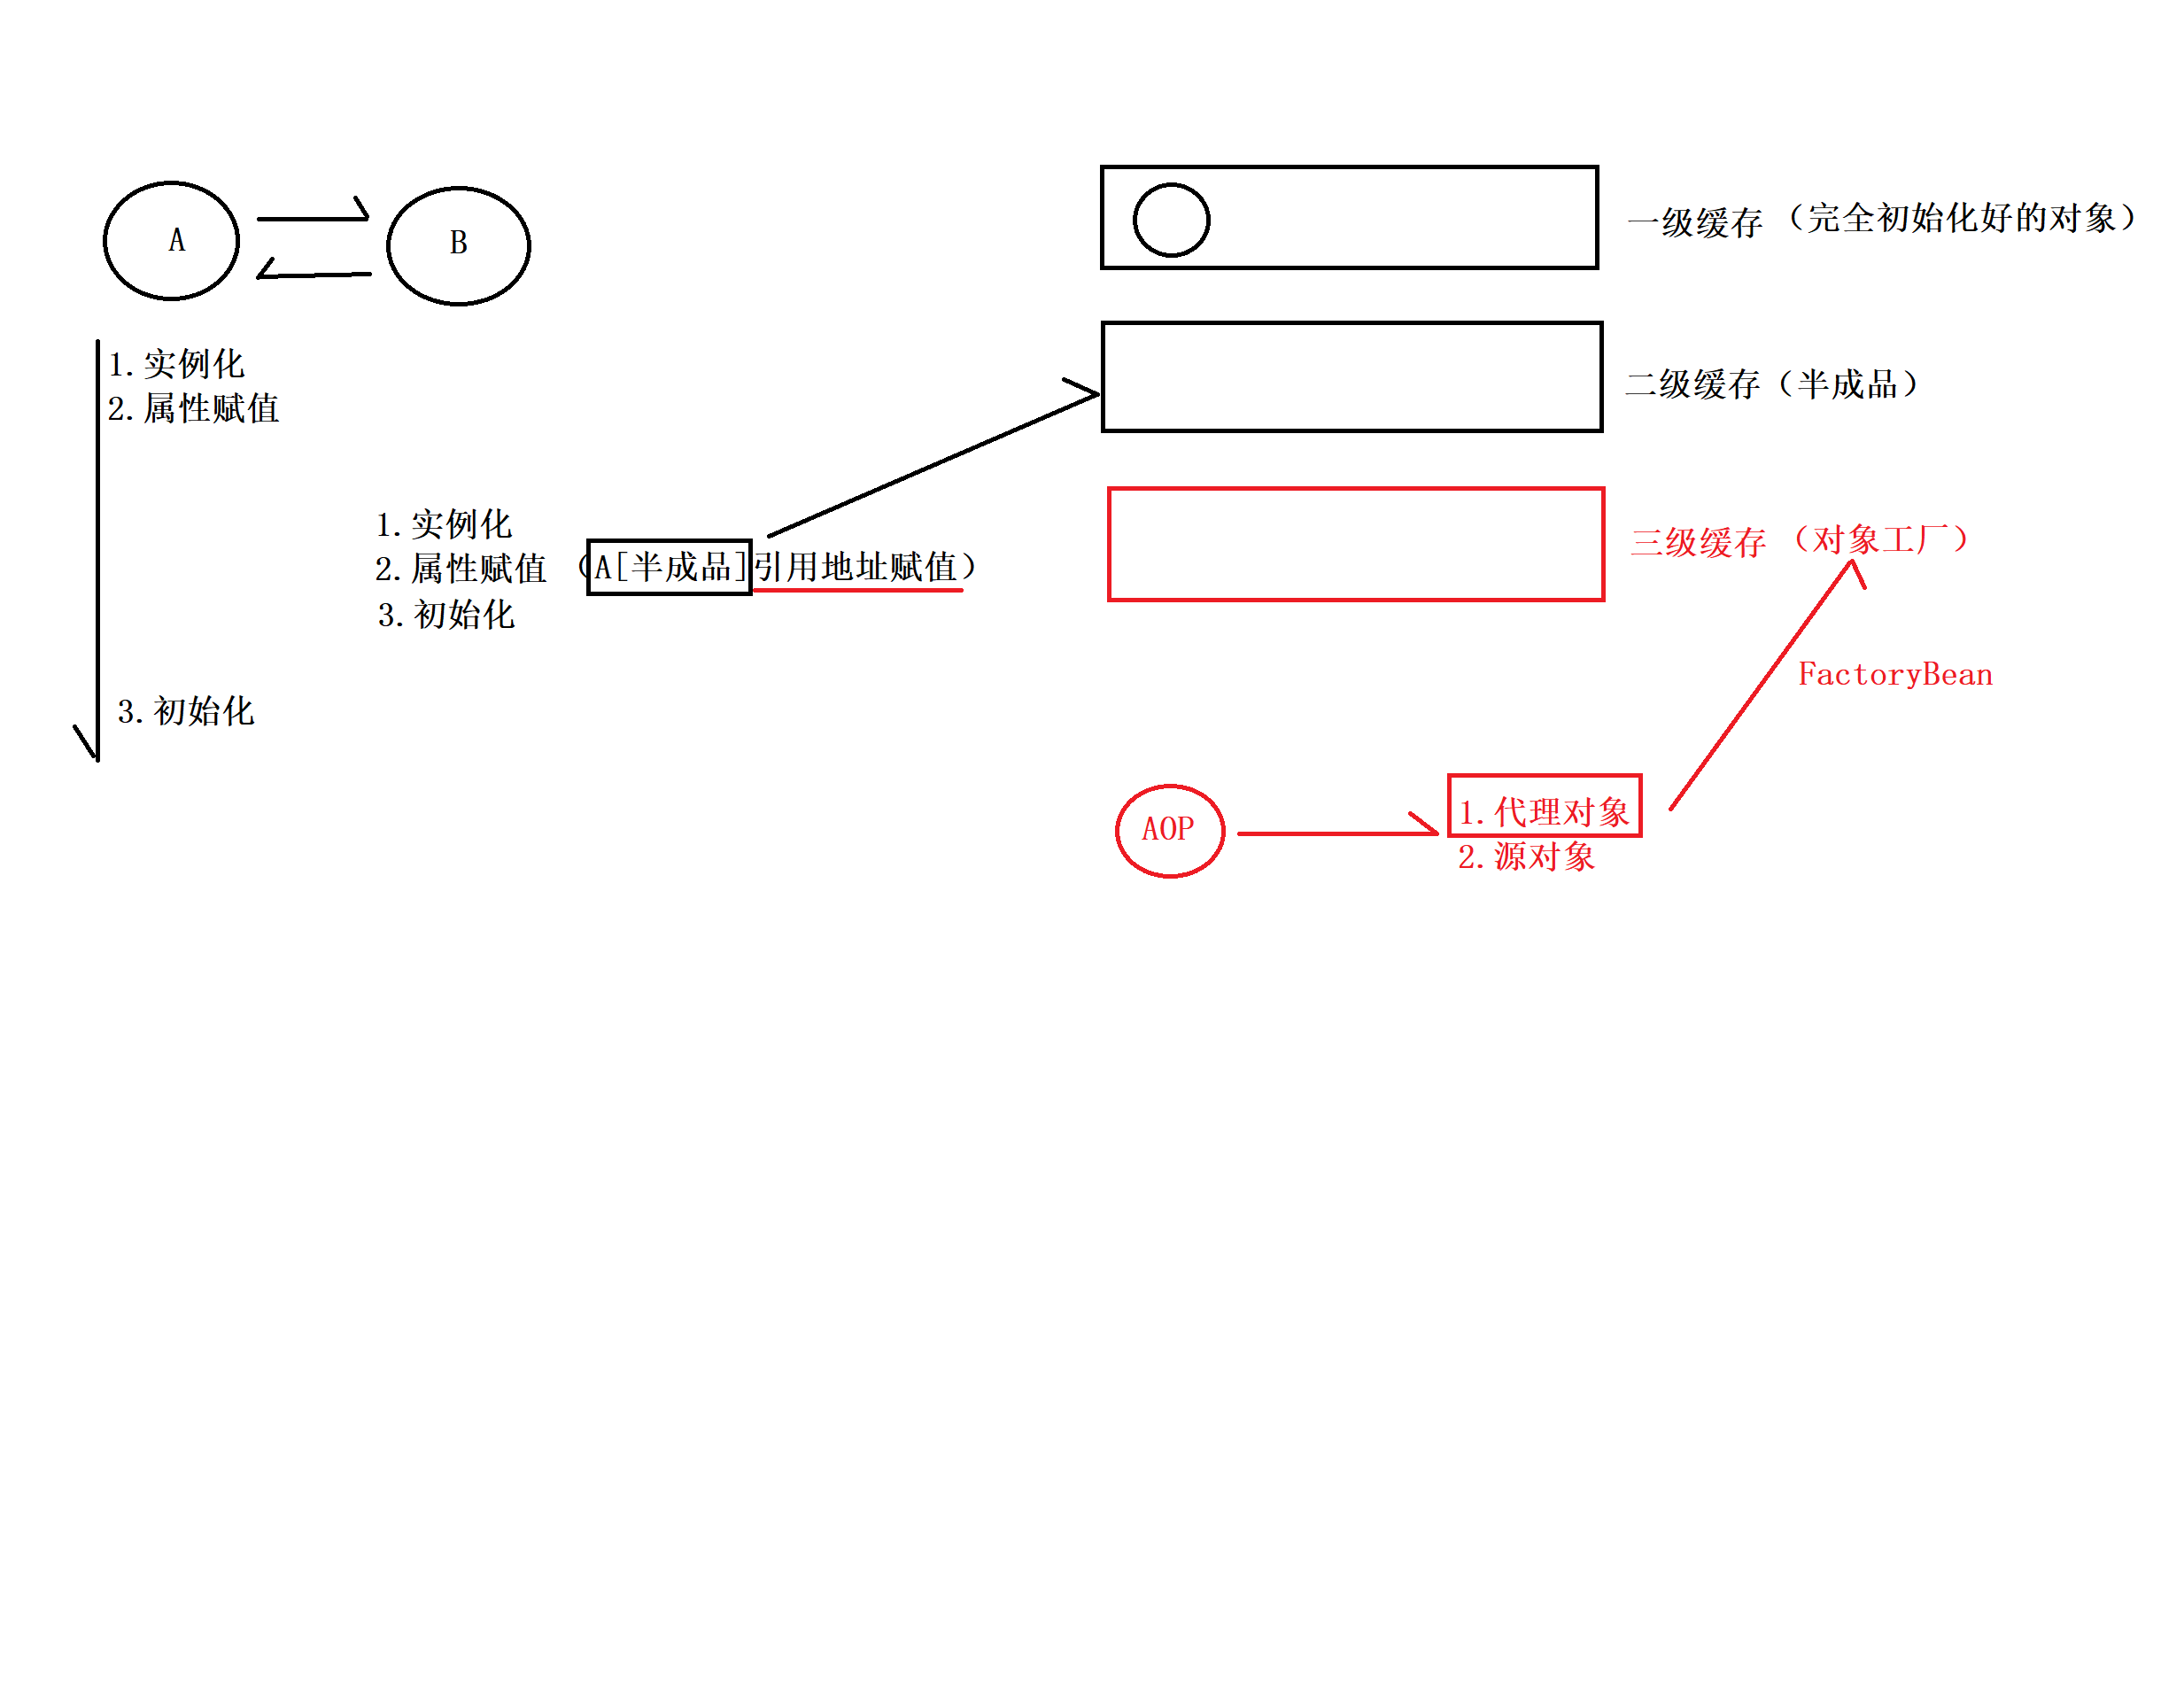 A
B
1.实例化
2.属性赋值
1.实例化
2.属性赋值（A[半成品]引用地址赋值）
3.初始化
3.初始化
一级缓存（完全初始化好的对象）
二级缓存（半成品）
三级缓存（对象工厂）
FactoryBean
AOP
1.代理对象
2.源对象